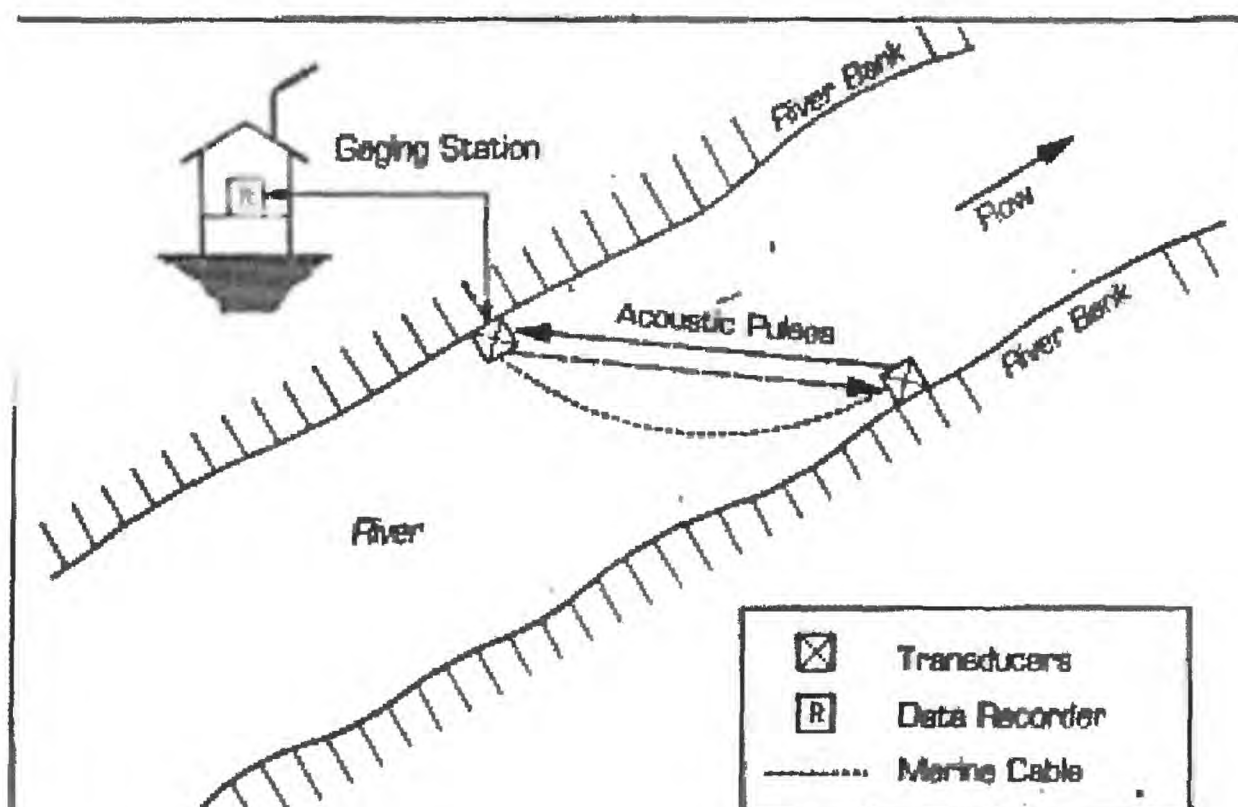 River Bank
Gaging Station
R
Flow
Acoustic Pulses
River Bank
River
Transducers
R
Data Recorder
Marine Cable